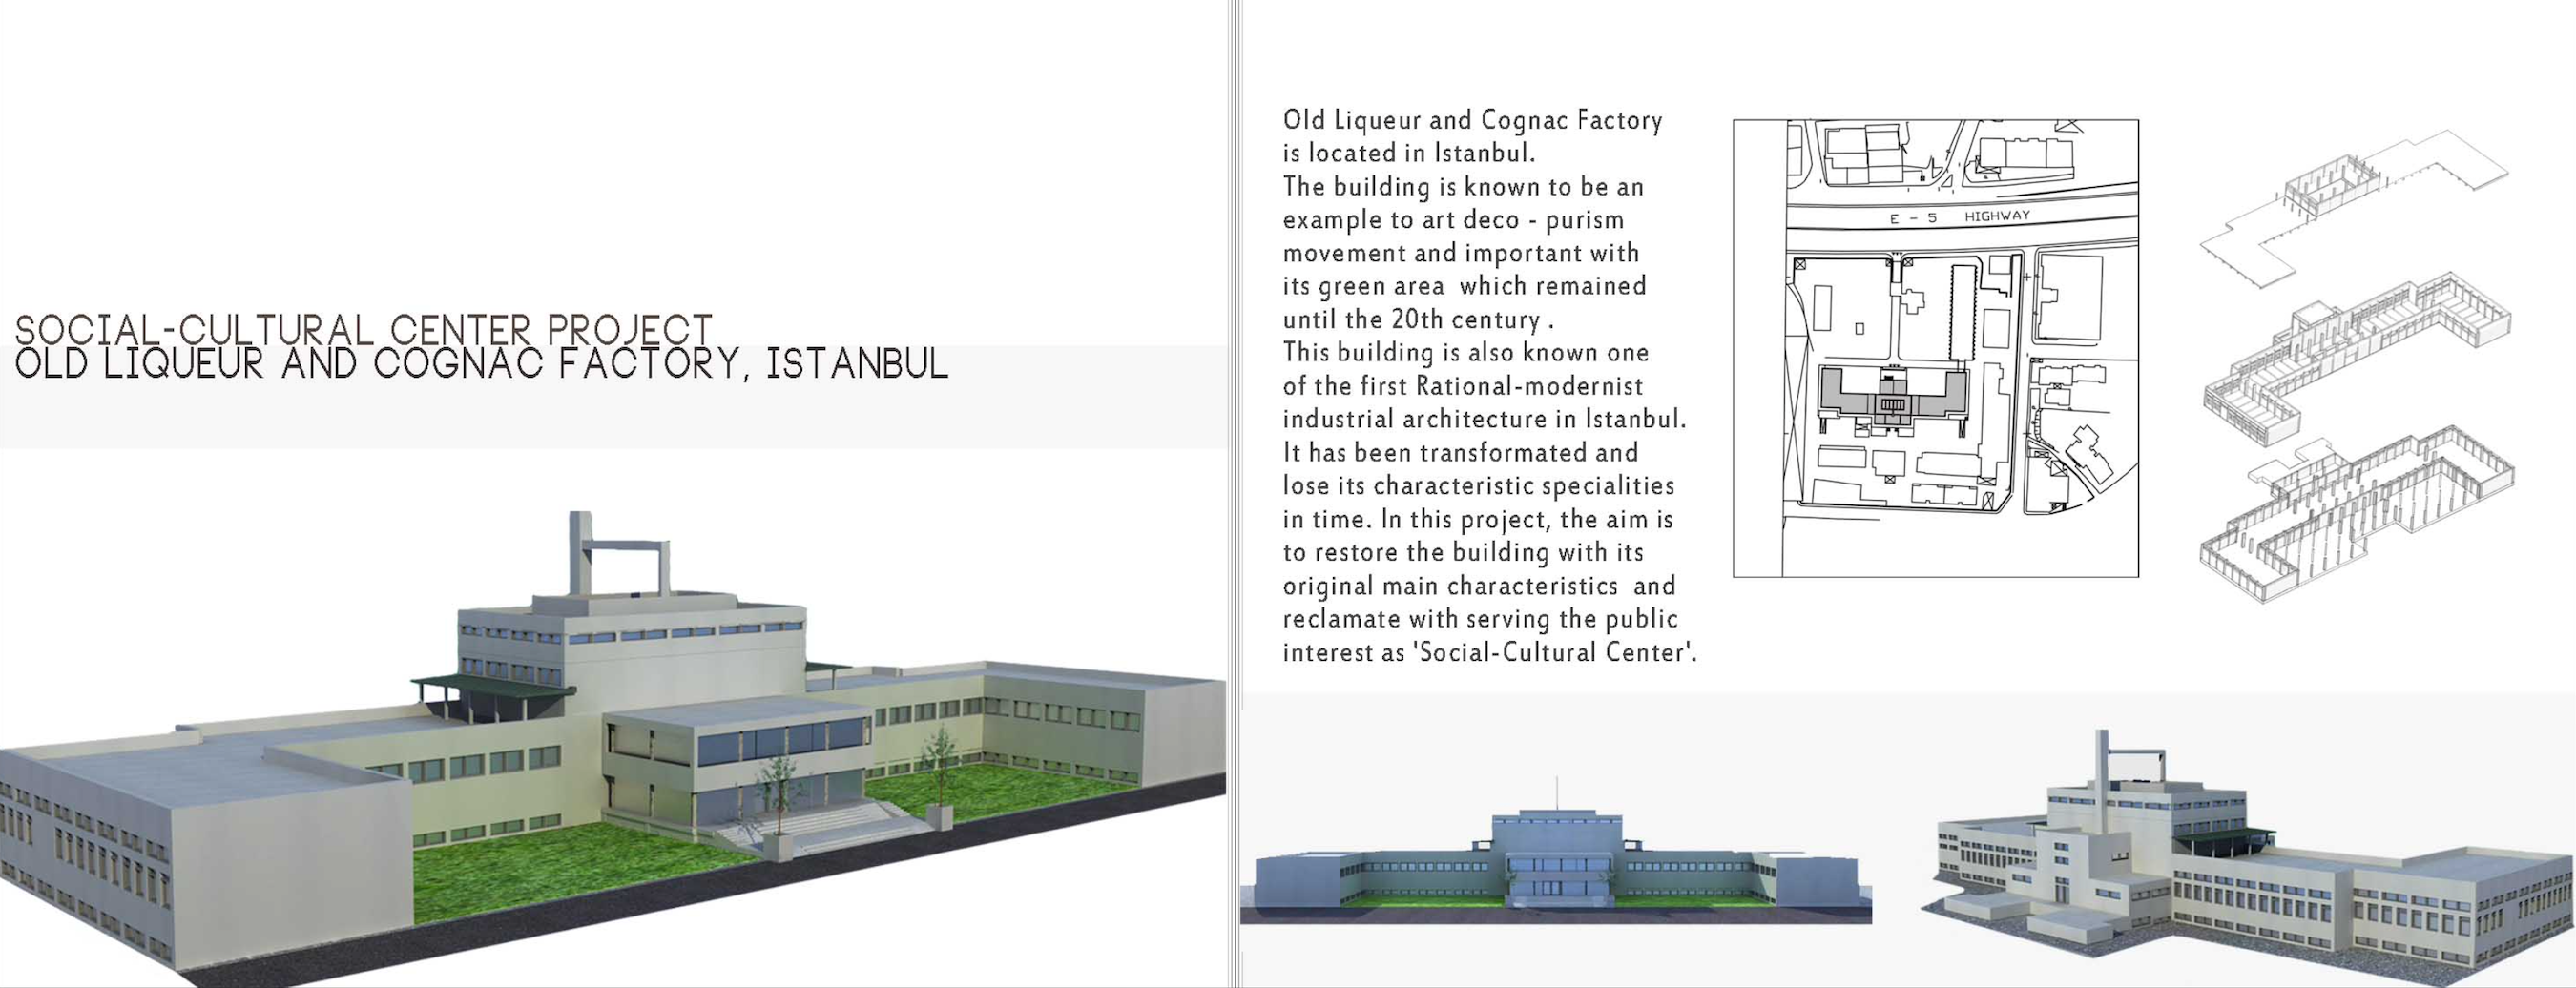 SOCIAL-CULTURAL CENTER PROJECT
OLD LIQUEUR AND COGNAC FACTORY, ISTANBUL
Old Liqueur and Cognac Factory
is located in Istanbul.
The building is known to be an
example to art deco - purism
movement and important with
its green area which remained
until the 20th century .
This building is also known one
of the first Rational-modernist
industrial architecture in Istanbul.
It has been transformated and
lose its characteristic specialities
in time. In this project, the aim is
to restore the building with its
original main characteristics and
reclamate with serving the public
interest as 'Social-Cultural Center'.
E - 5 HIGHWAY